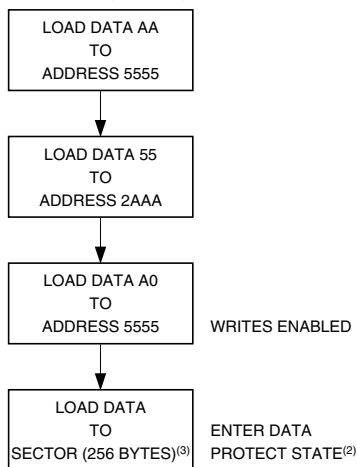 LOAD DATA AA
TO
ADDRESS 5555
LOAD DATA 55
TO
ADDRESS 2AAA
LOAD DATA A0
TO
ADDRESS 5555 WRITES ENABLED
LOAD DATA
TO ENTER DATA
SECTOR (256 BYTES)(3) PROTECT STATE(2)